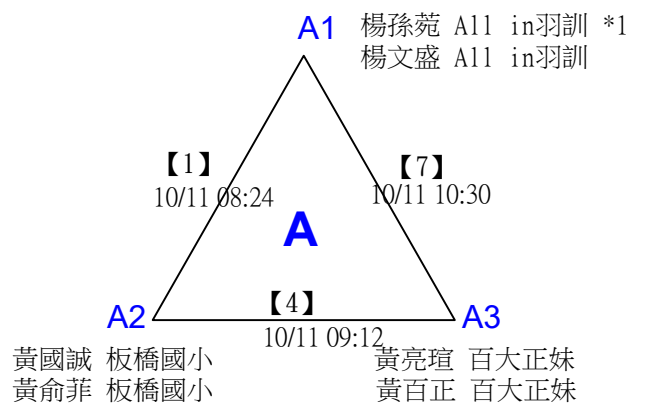 A1 楊孫菀 All in羽訓 *1
楊文盛 All in羽訓
【1】 【7】
10/11 08:24 10/11 10:30
A
【4】
A2 A3
10/11 09:12
黃國誠 板橋國小 黃亮瑄 百大正妹
黃俞菲 板橋國小 黃百正 百大正妹